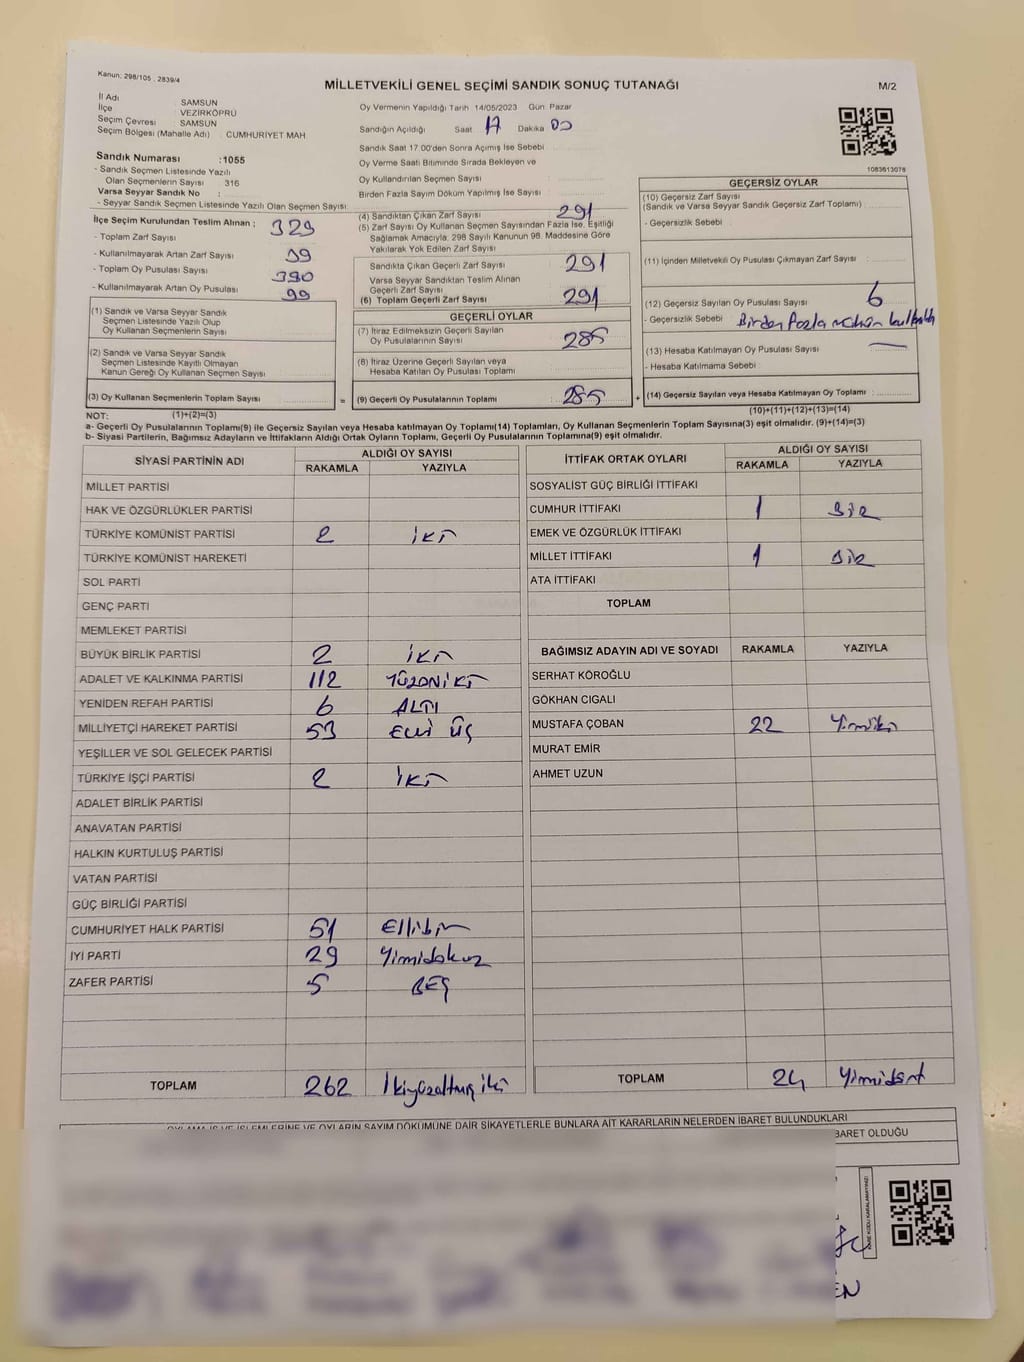 Kanun: 298/105 . 2839/4
MİLLETVEKİLİ GENEL SEÇİMİ SANDIK SONUÇ TUTANAĞI
M/2
İl Adı : SAMSUN
İlçe : VEZİRKÖPRÜ
Seçim Çevresi : SAMSUN
Seçim Bölgesi (Mahalle Adı) : CUMHURİYET MAH
Sandık Numarası :1055
- Sandık Seçmen Listesinde Yazılı
Olan Seçmenlerin Sayısı : 316
Varsa Seyyar Sandık No :
- Seyyar Sandık Seçmen Listesinde Yazılı Olan Seçmen Sayısı:
Oy Vermenin Yapıldığı Tarih 14/05/2023 Gün Pazar
Sandığın Açıldığı Saat 17 Dakika 00
Sandık Saat 17.00'den Sonra Açılmış İse Sebebi
Oy Verme Saati Bitiminde Sırada Bekleyen ve
Oy Kullandırılan Seçmen Sayısı
Birden Fazla Sayım Döküm Yapılmış İse Sayısı
1083613078
İlçe Seçim Kurulundan Teslim Alınan : 329
- Toplam Zarf Sayısı
- Kullanılmayarak Artan Zarf Sayısı 39
- Toplam Oy Pusulası Sayısı 390
- Kullanılmayarak Artan Oy Pusulası 99
(4) Sandıktan Çıkan Zarf Sayısı 291
(5) Zarf Sayısı Oy Kullanan Seçmen Sayısından Fazla İse, Eşitliği
Sağlamak Amacıyla, 298 Sayılı Kanunun 98. Maddesine Göre
Yakılarak Yok Edilen Zarf Sayısı
Sandıkta Çıkan Geçerli Zarf Sayısı 291
Varsa Seyyar Sandıktan Teslim Alınan
Geçerli Zarf Sayısı
(6) Toplam Geçerli Zarf Sayısı 291
GEÇERSİZ OYLAR
(10) Geçersiz Zarf Sayısı
(Sandık ve Varsa Seyyar Sandık Geçersiz Zarf Toplamı) :
- Geçersizlik Sebebi :
(11) İçinden Milletvekili Oy Pusulası Çıkmayan Zarf Sayısı :
(12) Geçersiz Sayılan Oy Pusulası Sayısı : 6
- Geçersizlik Sebebi : Birden fazla mühür
(13) Hesaba Katılmayan Oy Pusulası Sayısı : —
- Hesaba Katılmama Sebebi :
(14) Geçersiz Sayılan veya Hesaba Katılmayan Oy Toplamı :
(1) Sandık ve Varsa Seyyar Sandık
Seçmen Listesinde Yazılı Olup
Oy Kullanan Seçmenlerin Sayısı :
(2) Sandık ve Varsa Seyyar Sandık
Seçmen Listesinde Kayıtlı Olmayan
Kanun Gereği Oy Kullanan Seçmen Sayısı :
(3) Oy Kullanan Seçmenlerin Toplam Sayısı : =
GEÇERLİ OYLAR
(7) İtiraz Edilmeksizin Geçerli Sayılan
Oy Pusulalarının Sayısı : 285
(8) İtiraz Üzerine Geçerli Sayılan veya
Hesaba Katılan Oy Pusulası Toplamı :
(9) Geçerli Oy Pusulalarının Toplamı : 285 +
NOT: (1)+(2)=(3)
(10)+(11)+(12)+(13)=(14)
a- Geçerli Oy Pusulalarının Toplamı(9) ile Geçersiz Sayılan veya Hesaba katılmayan Oy Toplamı(14) Toplamları, Oy Kullanan Seçmenlerin Toplam Sayısına(3) eşit olmalıdır. (9)+(14)=(3)
b- Siyasi Partilerin, Bağımsız Adayların ve İttifakların Aldığı Ortak Oyların Toplamı, Geçerli Oy Pusulalarının Toplamına(9) eşit olmalıdır.
SİYASİ PARTİNİN ADI
ALDIĞI OY SAYISI
RAKAMLA YAZIYLA
MİLLET PARTİSİ
HAK VE ÖZGÜRLÜKLER PARTİSİ
TÜRKİYE KOMÜNİST PARTİSİ 2 İKİ
TÜRKİYE KOMÜNİST HAREKETİ
SOL PARTİ
GENÇ PARTİ
MEMLEKET PARTİSİ
BÜYÜK BİRLİK PARTİSİ 2 İKİ
ADALET VE KALKINMA PARTİSİ 112 YÜZONİKİ
YENİDEN REFAH PARTİSİ 6 ALTI
MİLLİYETÇİ HAREKET PARTİSİ 53 Elli üç
YEŞİLLER VE SOL GELECEK PARTİSİ
TÜRKİYE İŞÇİ PARTİSİ 2 İKİ
ADALET BİRLİK PARTİSİ
ANAVATAN PARTİSİ
HALKIN KURTULUŞ PARTİSİ
VATAN PARTİSİ
GÜÇ BİRLİĞİ PARTİSİ
CUMHURİYET HALK PARTİSİ 51 Ellibir
İYİ PARTİ 29 Yimidokuz
ZAFER PARTİSİ 5 BEŞ
TOPLAM 262 İkiyüzaltmış iki
İTTİFAK ORTAK OYLARI
ALDIĞI OY SAYISI
RAKAMLA YAZIYLA
SOSYALİST GÜÇ BİRLİĞİ İTTİFAKI
CUMHUR İTTİFAKI 1 Bir
EMEK VE ÖZGÜRLÜK İTTİFAKI
MİLLET İTTİFAKI 1 Bir
ATA İTTİFAKI
TOPLAM
BAĞIMSIZ ADAYIN ADI VE SOYADI RAKAMLA YAZIYLA
SERHAT KÖROĞLU
GÖKHAN CIGALI
MUSTAFA ÇOBAN 22 Yimiiki
MURAT EMİR
AHMET UZUN
TOPLAM 24 Yimidört
OYLAMA İŞ VE İŞLEMLERİNE VE OYLARIN SAYIM DÖKÜMÜNE DAİR ŞİKAYETLERLE BUNLARA AİT KARARLARIN NELERDEN İBARET BULUNDUKLARI
BARET OLDUĞU